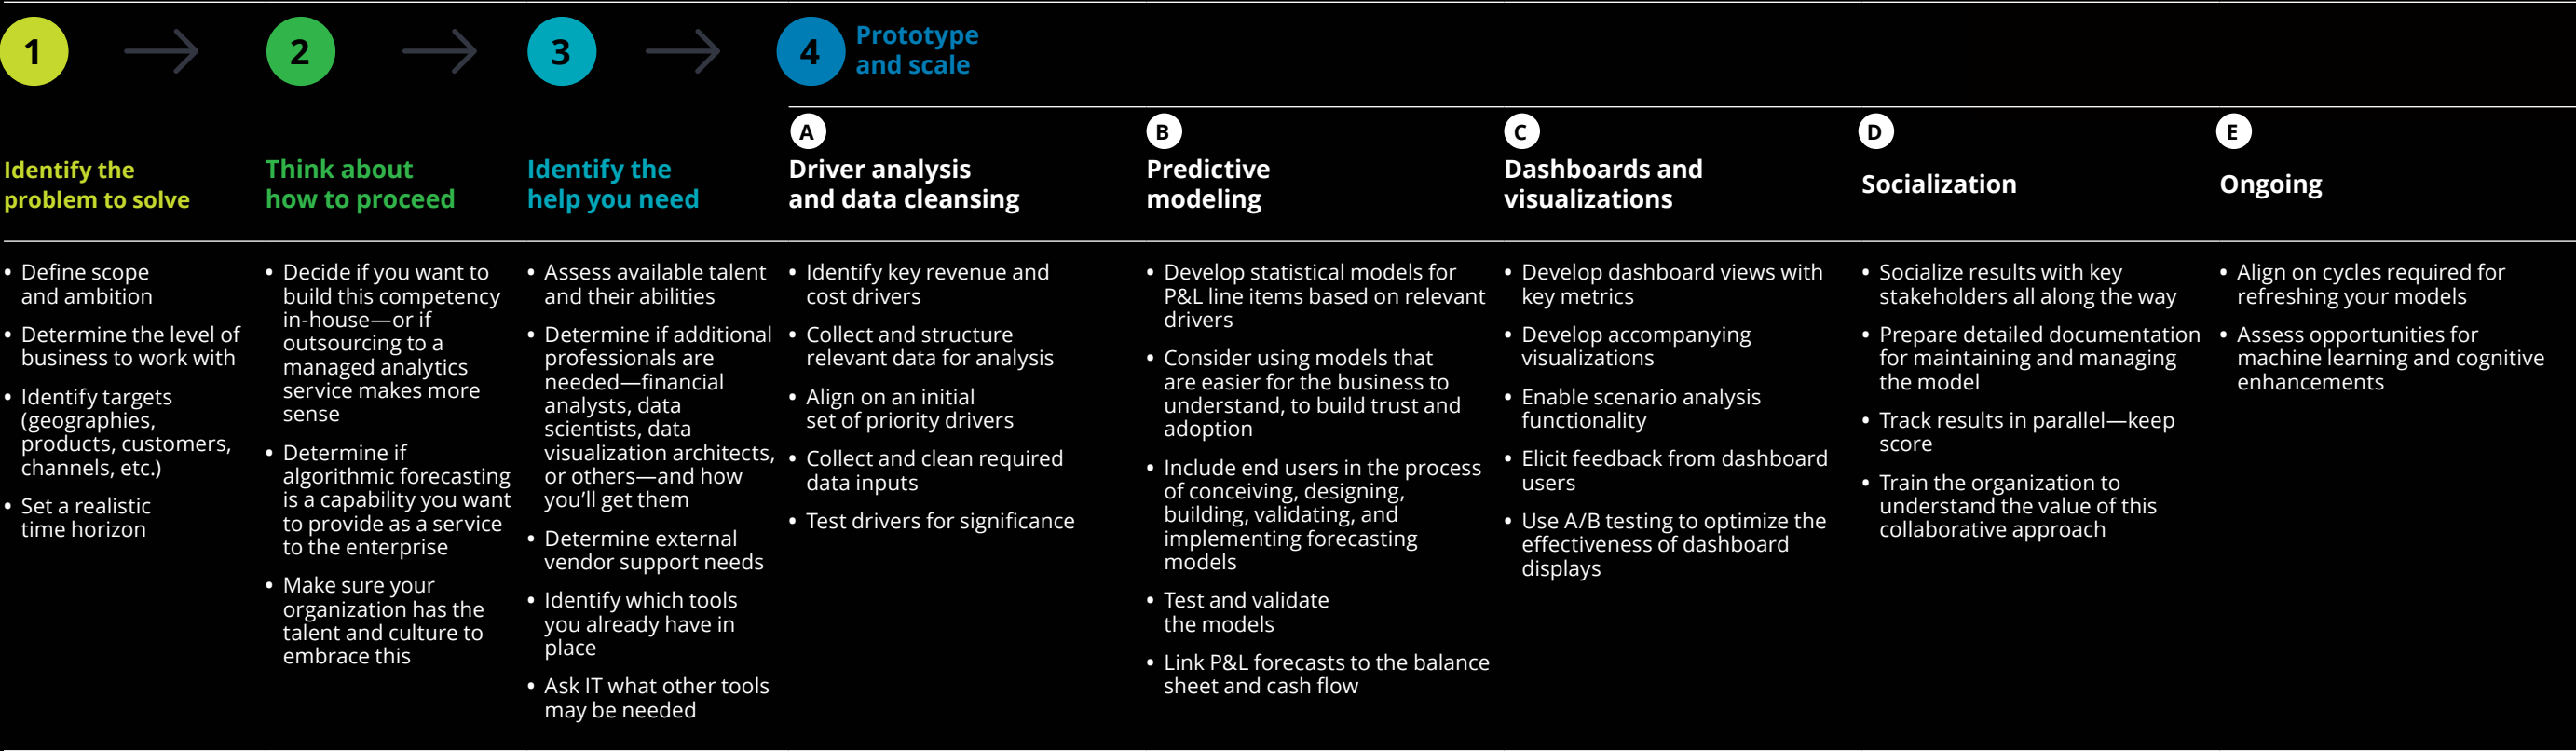 1
2
3
4
Prototype
and scale
Identify the
problem to solve
• Define scope
and ambition
• Determine the level of
business to work with
• Identify targets
(geographies,
products, customers,
channels, etc.)
• Set a realistic
time horizon
Think about
how to proceed
• Decide if you want to
build this competency
in-house—or if
outsourcing to a
managed analytics
service makes more
sense
• Determine if
algorithmic forecasting
is a capability you want
to provide as a service
to the enterprise
• Make sure your
organization has the
talent and culture to
embrace this
Identify the
help you need
• Assess available talent
and their abilities
• Determine if additional
professionals are
needed—financial
analysts, data
scientists, data
visualization architects,
or others—and how
you’ll get them
• Determine external
vendor support needs
• Identify which tools
you already have in
place
• Ask IT what other tools
may be needed
A
Driver analysis
and data cleansing
• Identify key revenue and
cost drivers
• Collect and structure
relevant data for analysis
• Align on an initial
set of priority drivers
• Collect and clean required
data inputs
• Test drivers for significance
B
Predictive
modeling
• Develop statistical models for
P&L line items based on relevant
drivers
• Consider using models that
are easier for the business to
understand, to build trust and
adoption
• Include end users in the process
of conceiving, designing,
building, validating, and
implementing forecasting
models
• Test and validate
the models
• Link P&L forecasts to the balance
sheet and cash flow
C
Dashboards and
visualizations
• Develop dashboard views with
key metrics
• Develop accompanying
visualizations
• Enable scenario analysis
functionality
• Elicit feedback from dashboard
users
• Use A/B testing to optimize the
effectiveness of dashboard
displays
D
Socialization
• Socialize results with key
stakeholders all along the way
• Prepare detailed documentation
for maintaining and managing
the model
• Track results in parallel—keep
score
• Train the organization to
understand the value of this
collaborative approach
E
Ongoing
• Align on cycles required for
refreshing your models
• Assess opportunities for
machine learning and cognitive
enhancements